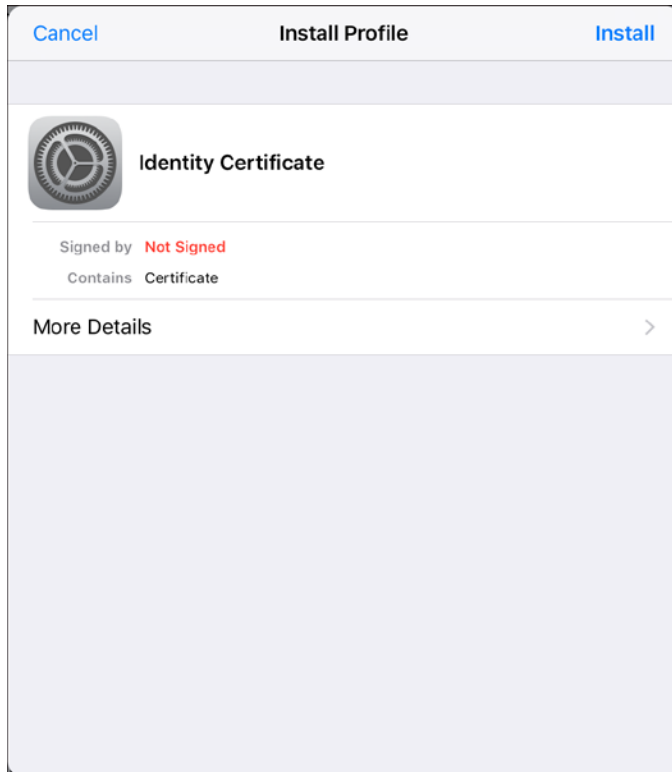 Cancel Install Profile Install
Identity Certificate
Signed by Not Signed
Contains Certificate
More Details